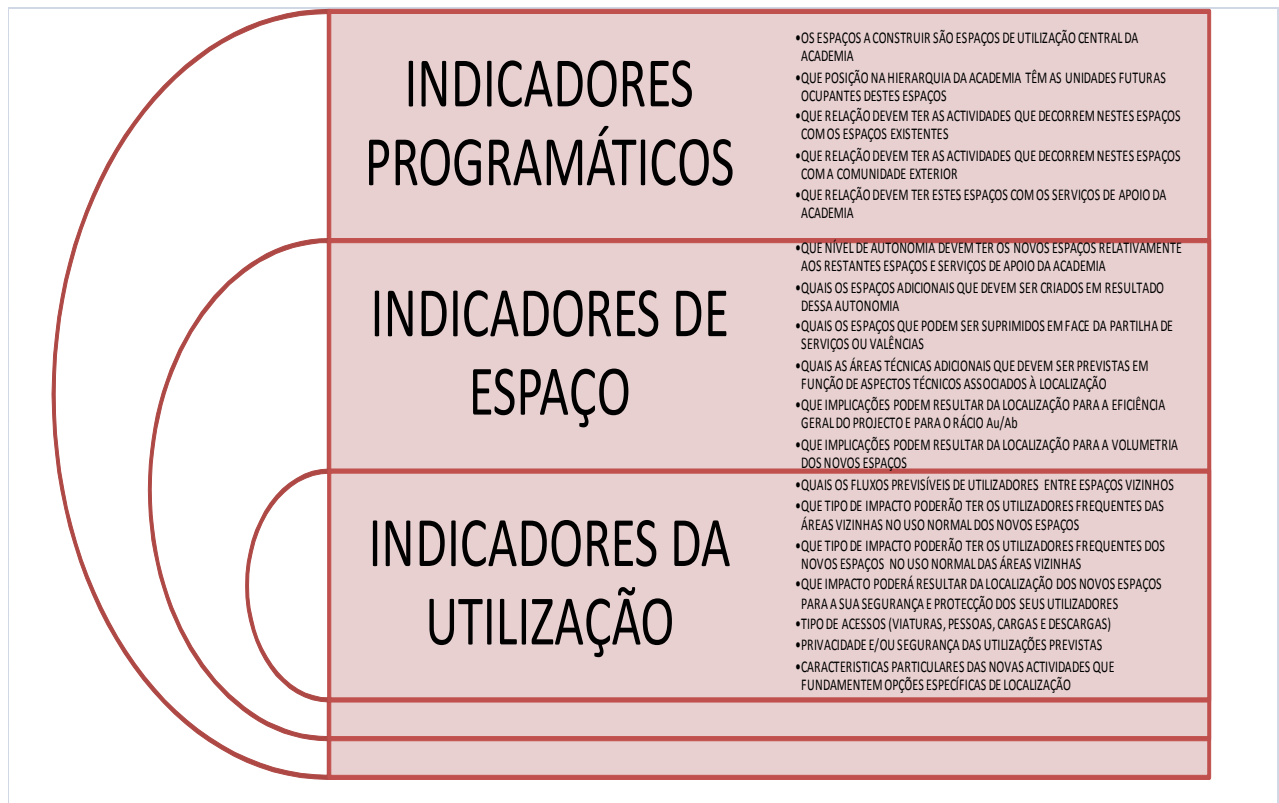 INDICADORES
PROGRAMÁTICOS
•OS ESPAÇOS A CONSTRUIR SÃO ESPAÇOS DE UTILIZAÇÃO CENTRAL DA
ACADEMIA
•QUE POSIÇÃO NA HIERARQUIA DA ACADEMIA TÊM AS UNIDADES FUTURAS
OCUPANTES DESTES ESPAÇOS
•QUE RELAÇÃO DEVEM TER AS ACTIVIDADES QUE DECORREM NESTES ESPAÇOS
COM OS ESPAÇOS EXISTENTES
•QUE RELAÇÃO DEVEM TER AS ACTIVIDADES QUE DECORREM NESTES ESPAÇOS
COM A COMUNIDADE EXTERIOR
•QUE RELAÇÃO DEVEM TER ESTES ESPAÇOS COM OS SERVIÇOS DE APOIO DA
ACADEMIA
INDICADORES DE
ESPAÇO
•QUE NÍVEL DE AUTONOMIA DEVEM TER OS NOVOS ESPAÇOS RELATIVAMENTE
AOS RESTANTES ESPAÇOS E SERVIÇOS DE APOIO DA ACADEMIA
•QUAIS OS ESPAÇOS ADICIONAIS QUE DEVEM SER CRIADOS EM RESULTADO
DESSA AUTONOMIA
•QUAIS OS ESPAÇOS QUE PODEM SER SUPRIMIDOS EM FACE DA PARTILHA DE
SERVIÇOS OU VALÊNCIAS
•QUAIS AS ÁREAS TÉCNICAS ADICIONAIS QUE DEVEM SER PREVISTAS EM
FUNÇÃO DE ASPECTOS TÉCNICOS ASSOCIADOS À LOCALIZAÇÃO
•QUE IMPLICAÇÕES PODEM RESULTAR DA LOCALIZAÇÃO PARA A EFICIÊNCIA
GERAL DO PROJECTO E PARA O RÁCIO Au/Ab
•QUE IMPLICAÇÕES PODEM RESULTAR DA LOCALIZAÇÃO PARA A VOLUMETRIA
DOS NOVOS ESPAÇOS
INDICADORES DA
UTILIZAÇÃO
•QUAIS OS FLUXOS PREVISÍVEIS DE UTILIZADORES ENTRE ESPAÇOS VIZINHOS
•QUE TIPO DE IMPACTO PODERÃO TER OS UTILIZADORES FREQUENTES DAS
ÁREAS VIZINHAS NO USO NORMAL DOS NOVOS ESPAÇOS
•QUE TIPO DE IMPACTO PODERÃO TER OS UTILIZADORES FREQUENTES DOS
NOVOS ESPAÇOS NO USO NORMAL DAS ÁREAS VIZINHAS
•QUE IMPACTO PODERÁ RESULTAR DA LOCALIZAÇÃO DOS NOVOS ESPAÇOS
PARA A SUA SEGURANÇA E PROTECÇÃO DOS SEUS UTILIZADORES
•TIPO DE ACESSOS (VIATURAS, PESSOAS, CARGAS E DESCARGAS)
•PRIVACIDADE E/OU SEGURANÇA DAS UTILIZAÇÕES PREVISTAS
•CARACTERISTICAS PARTICULARES DAS NOVAS ACTIVIDADES QUE
FUNDAMENTEM OPÇÕES ESPECÍFICAS DE LOCALIZAÇÃO